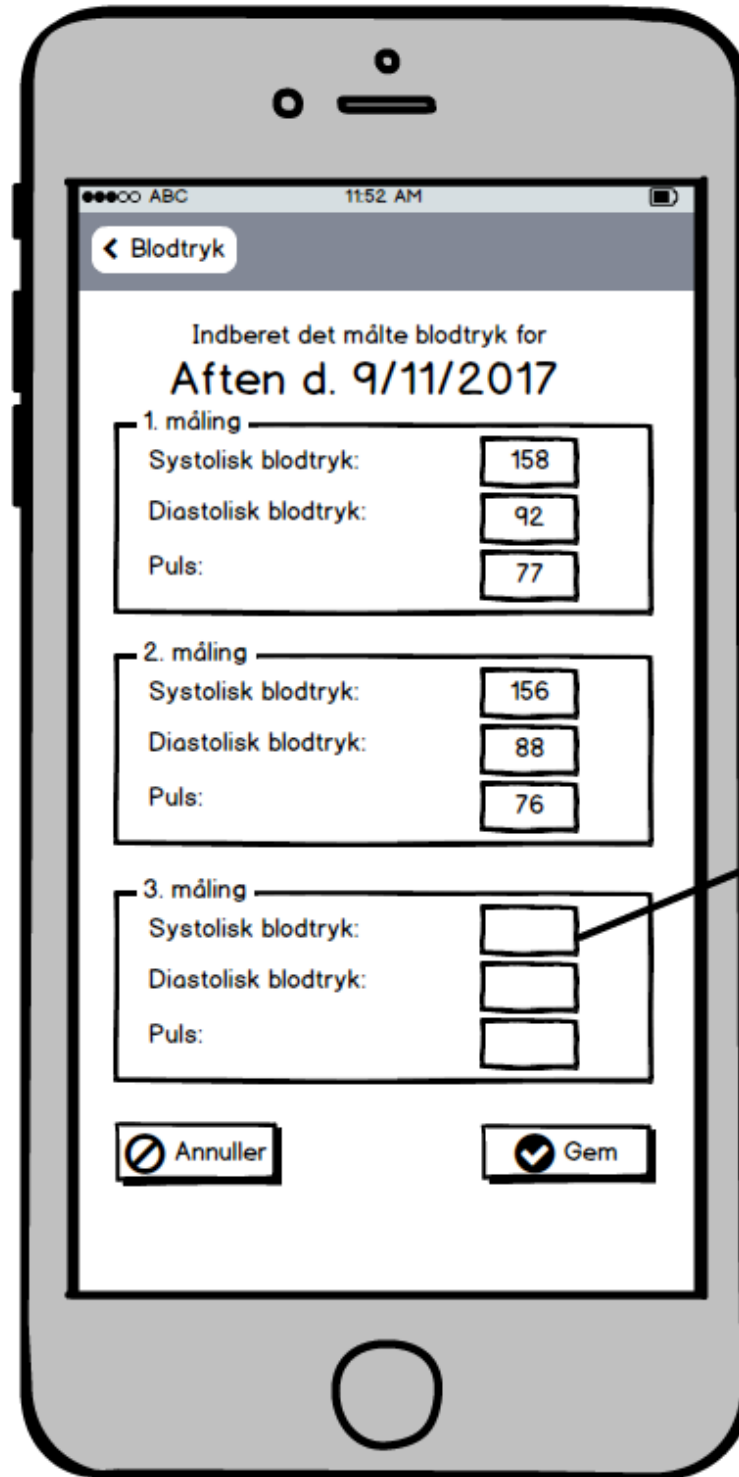 ABC 11:52 AM
Blodtryk
Indberet det målte blodtryk for
Aften d. 9/11/2017
1. måling
Systolisk blodtryk: 158
Diastolisk blodtryk: 92
Puls: 77
2. måling
Systolisk blodtryk: 156
Diastolisk blodtryk: 88
Puls: 76
3. måling
Systolisk blodtryk:
Diastolisk blodtryk:
Puls:
Annuller Gem